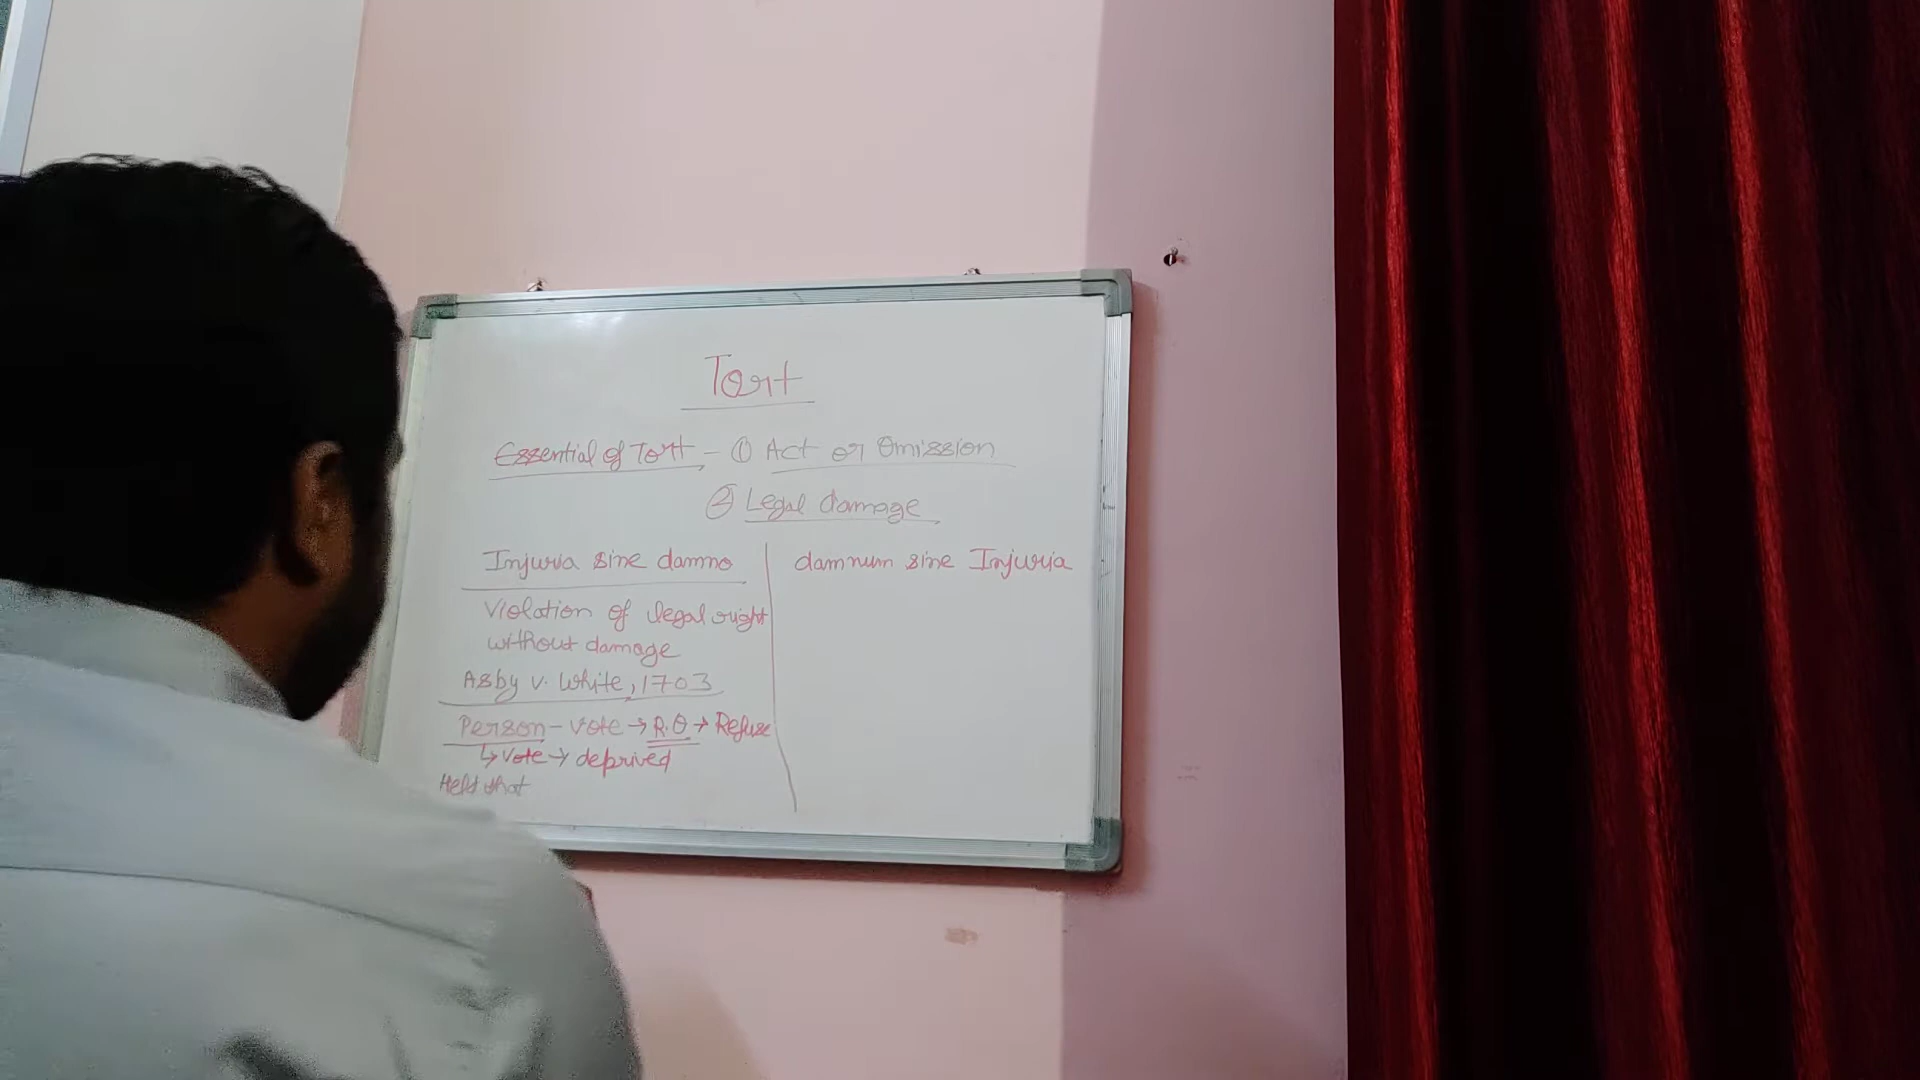 Tort
Essential of Tort - ① Act or Omission
② Legal damage
Injuria sine damno
Violation of legal right
without damage
Asby v. White, 1703
Person - vote → R.O → Refuse
↳ Vote → deprived
Held that
damnum sine Injuria